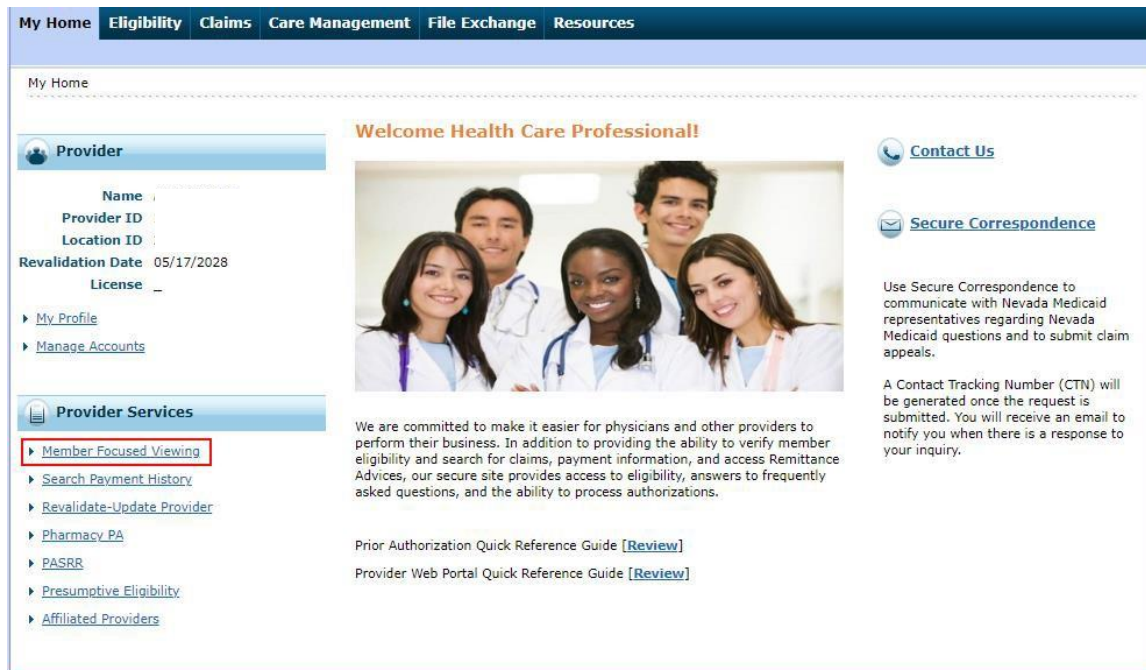 My Home Eligibility Claims Care Management File Exchange Resources
My Home
Provider
Name
Provider ID
Location ID
Revalidation Date 05/17/2028
License _
My Profile
Manage Accounts
Provider Services
Member Focused Viewing
Search Payment History
Revalidate-Update Provider
Pharmacy PA
PASRR
Presumptive Eligibility
Affiliated Providers
Welcome Health Care Professional!
We are committed to make it easier for physicians and other providers to
perform their business. In addition to providing the ability to verify member
eligibility and search for claims, payment information, and access Remittance
Advices, our secure site provides access to eligibility, answers to frequently
asked questions, and the ability to process authorizations.
Prior Authorization Quick Reference Guide [Review]
Provider Web Portal Quick Reference Guide [Review]
Contact Us
Secure Correspondence
Use Secure Correspondence to
communicate with Nevada Medicaid
representatives regarding Nevada
Medicaid questions and to submit claim
appeals.
A Contact Tracking Number (CTN) will
be generated once the request is
submitted. You will receive an email to
notify you when there is a response to
your inquiry.